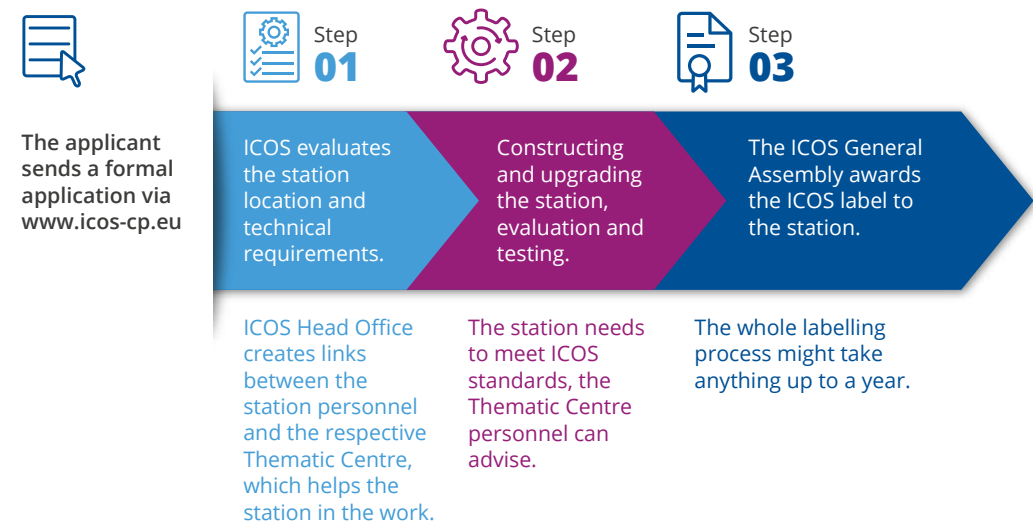 The applicant
sends a formal
application via
www.icos-cp.eu
Step
01
ICOS evaluates
the station
location and
technical
requirements.
ICOS Head Office
creates links
between the
station personnel
and the respective
Thematic Centre,
which helps the
station in the work.
Step
02
Constructing
and upgrading
the station,
evaluation and
testing.
The station needs
to meet ICOS
standards, the
Thematic Centre
personnel can
advise.
Step
03
The ICOS General
Assembly awards
the ICOS label to
the station.
The whole labelling
process might take
anything up to a year.